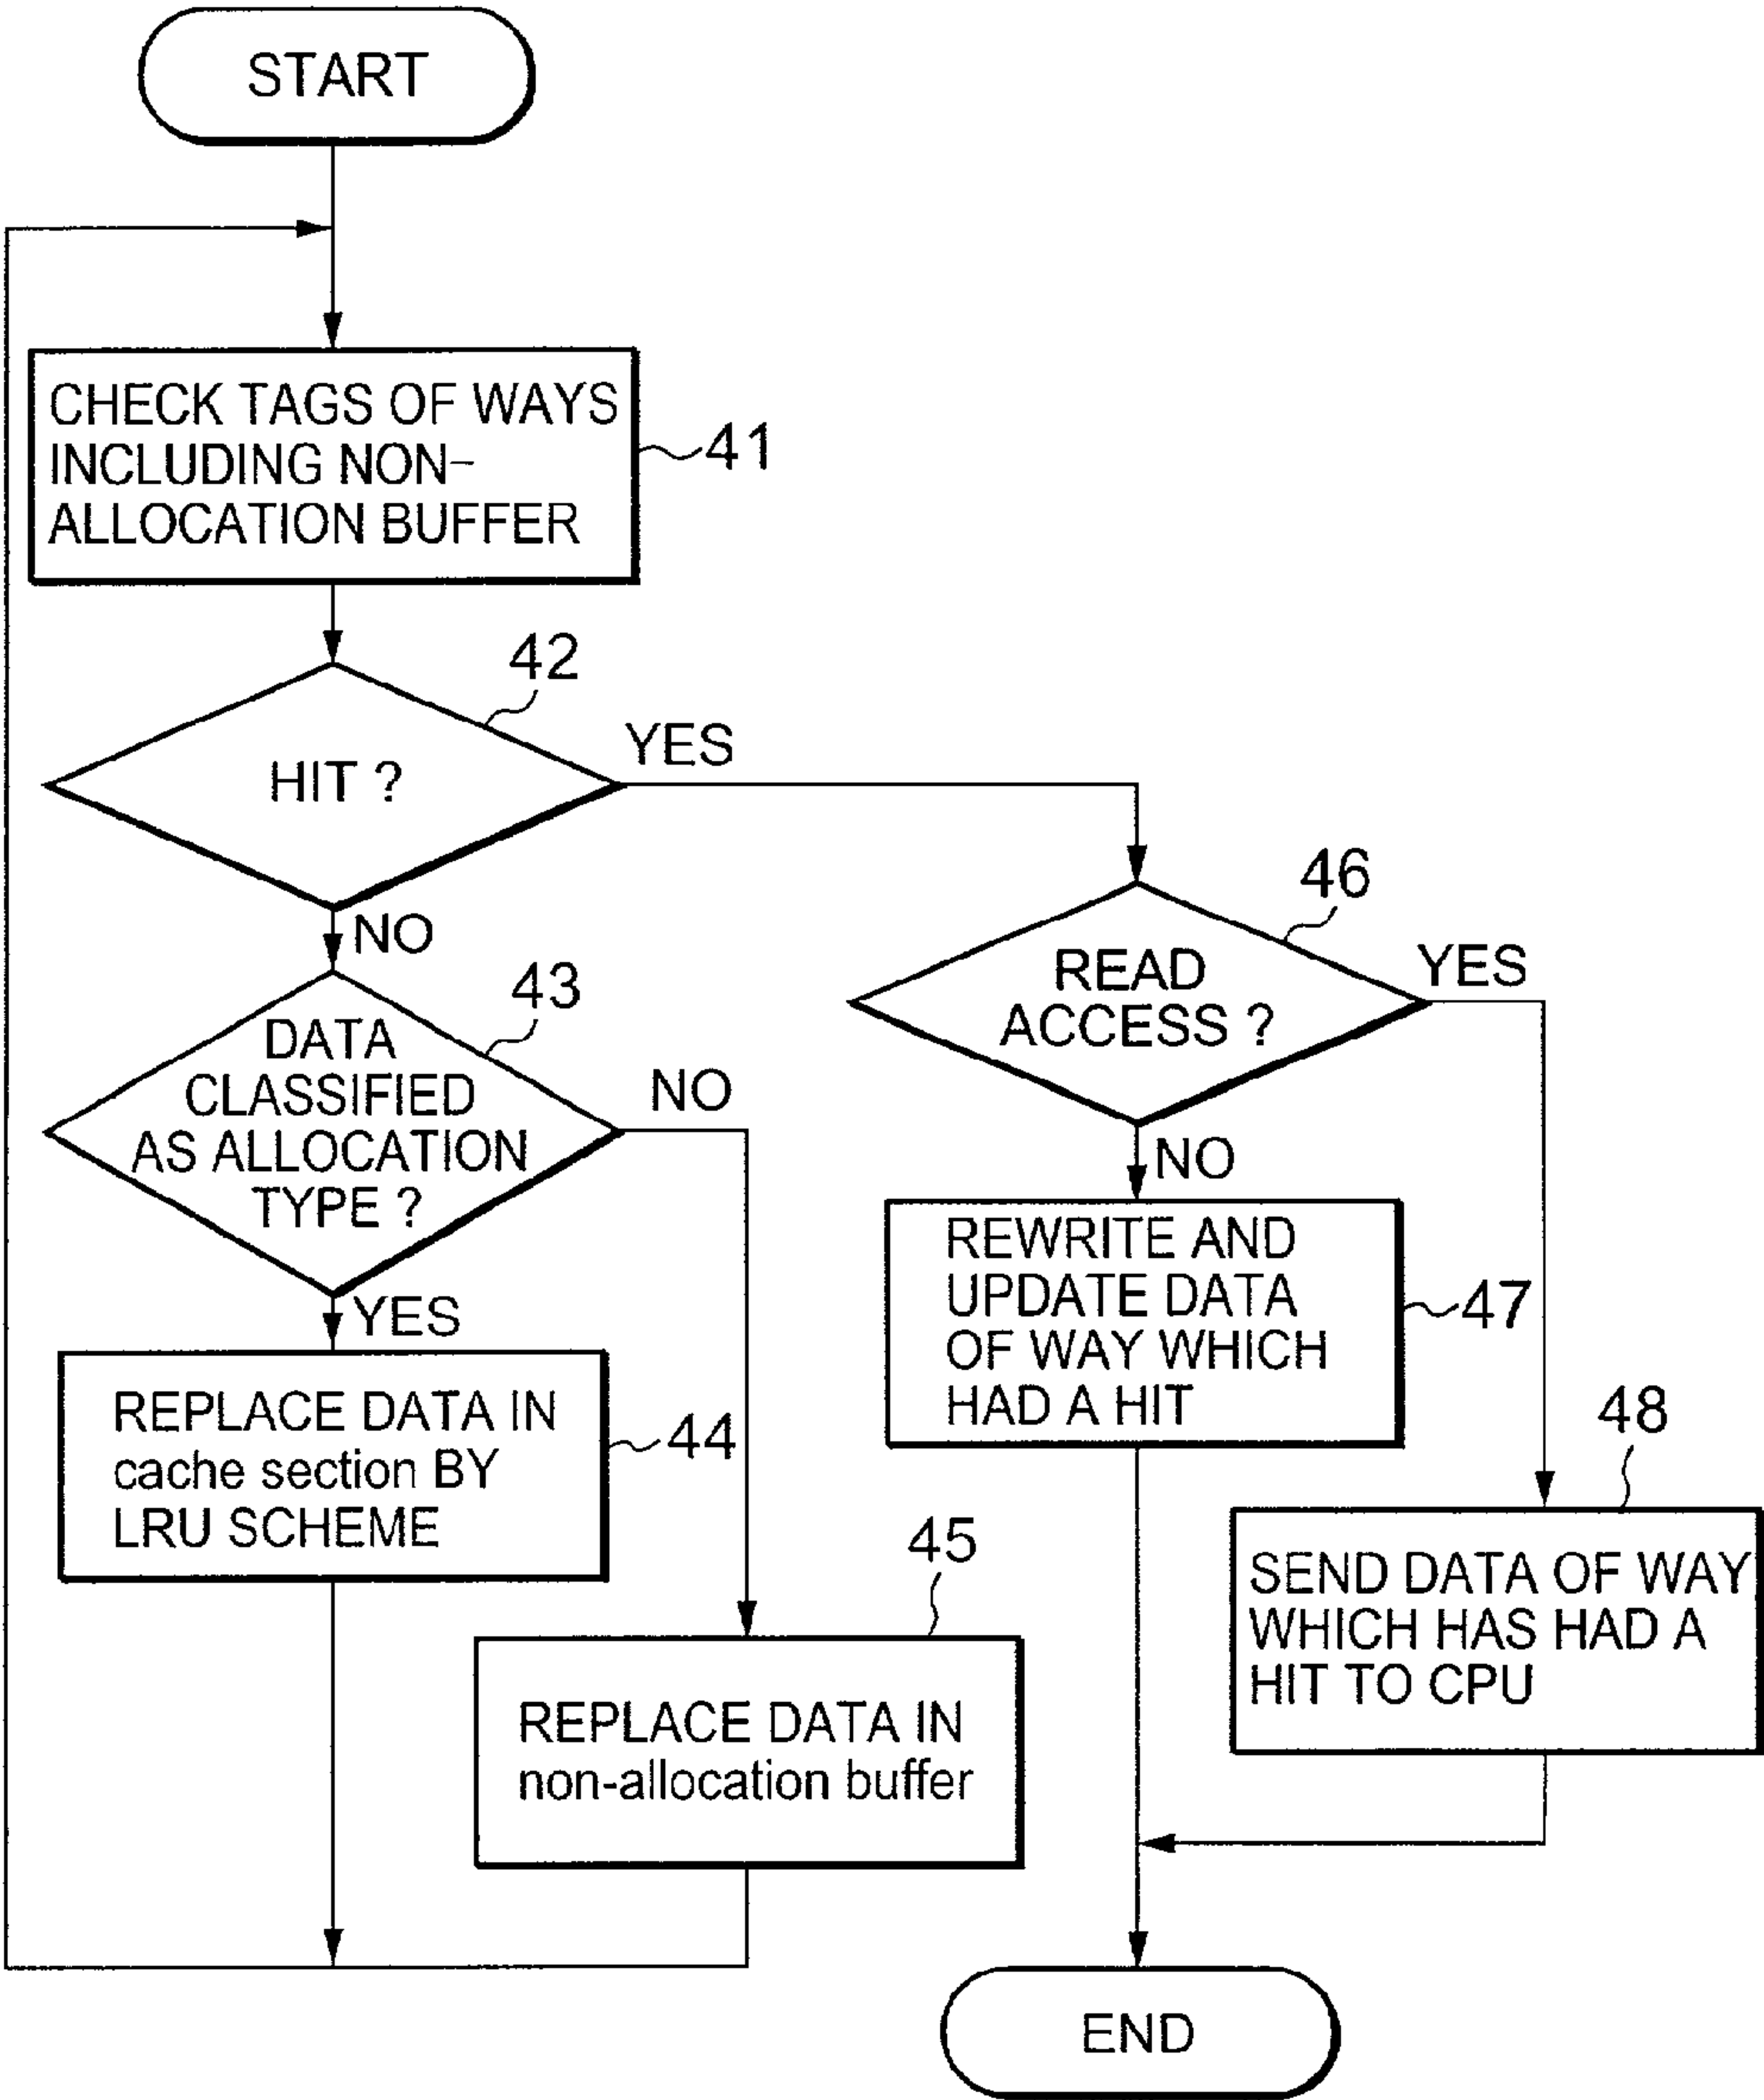 START
CHECK TAGS OF WAYS
INCLUDING NON-
ALLOCATION BUFFER
41
42
HIT ?
YES
NO
43
DATA
CLASSIFIED
AS ALLOCATION
TYPE ?
NO
YES
REPLACE DATA IN
cache section BY
LRU SCHEME
44
45
REPLACE DATA IN
non-allocation buffer
46
READ
ACCESS ?
YES
NO
REWRITE AND
UPDATE DATA
OF WAY WHICH
HAD A HIT
47
48
SEND DATA OF WAY
WHICH HAS HAD A
HIT TO CPU
END